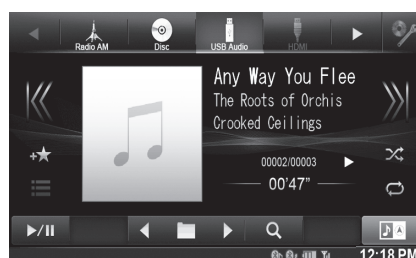 Radio AM Disc USB Audio HDMI
Any Way You Flee
The Roots of Orchis
Crooked Ceilings
00002/00003
00'47"
12:18 PM